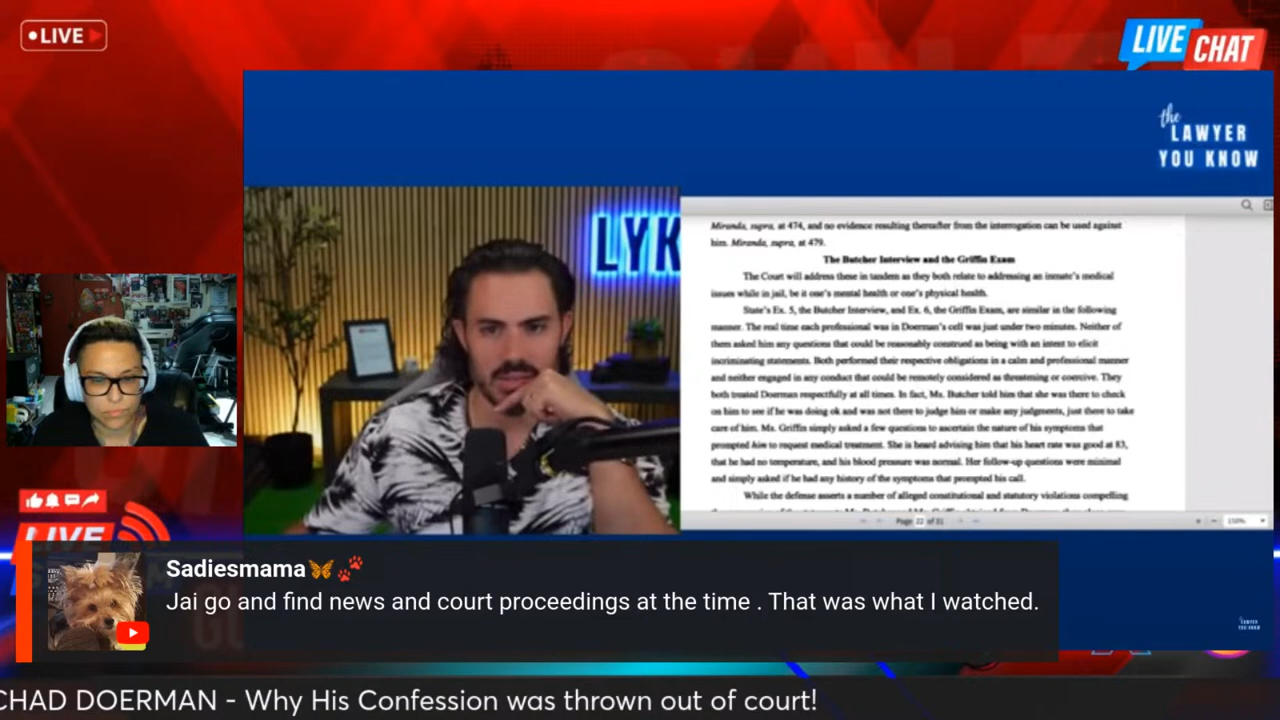 LIVE
LIVE
CHAT
the
LAWYER
YOU KNOW
LYK
Miranda, supra, at 474, and no evidence resulting thereafter from the interrogation can be used against
him. Miranda, supra, at 479.
The Butcher Interview and the Griffin Exam
The Court will address these in tandem as they both relate to addressing an inmate's medical
issues while in jail, be it one's mental health or one's physical health.
State's Ex. 5, the Butcher Interview, and Ex. 6, the Griffin Exam, are similar in the following
manner. The real time each professional was in Doerman's cell was just under two minutes. Neither of
them asked him any questions that could be reasonably construed as being with an intent to elicit
incriminating statements. Both performed their respective obligations in a calm and professional manner
and neither engaged in any conduct that could be remotely considered as threatening or coercive. They
both treated Doerman respectfully at all times. In fact, Ms. Butcher told him that she was there to check
on him to see if he was doing ok and was not there to judge him or make any judgments, just there to take
care of him. Ms. Griffin simply asked a few questions to ascertain the nature of his symptoms that
prompted him to request medical treatment. She is heard advising him that his heart rate was good at 83,
that he had no temperature, and his blood pressure was normal. Her follow-up questions were minimal
and simply asked if he had any history of the symptoms that prompted his call.
While the defense asserts a number of alleged constitutional and statutory violations compelling
Page 22 of 31
150%
LIVE
Sadiesmama
Jai go and find news and court proceedings at the time . That was what I watched.
CHAD DOERMAN - Why His Confession was thrown out of court!